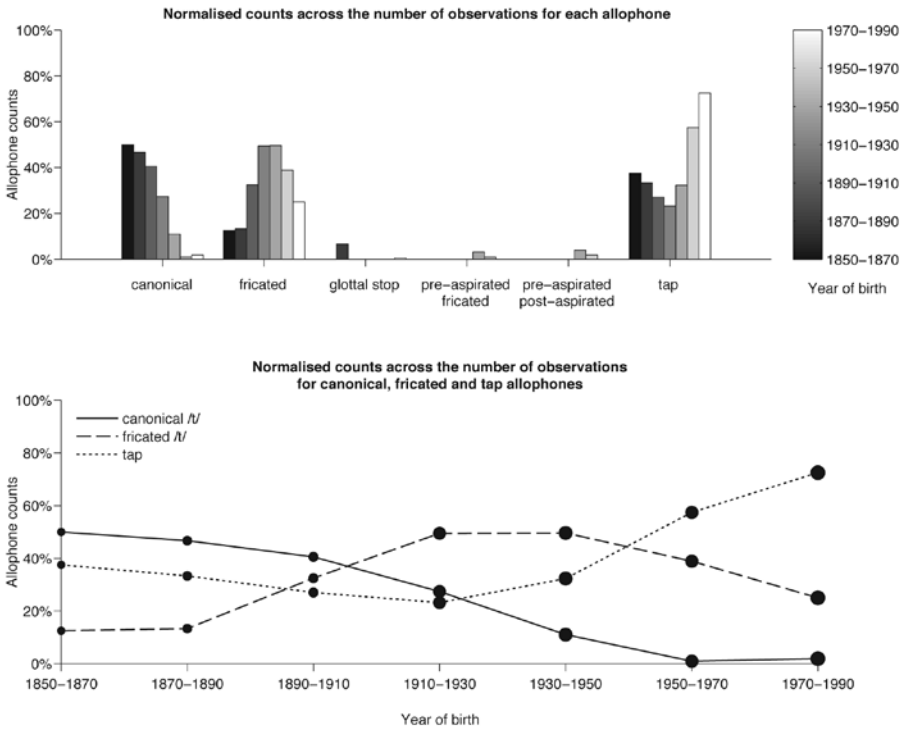 Normalised counts across the number of observations for each allophone
100%
80%
60%
40%
20%
0%
Allophone counts
canonical
fricated
glottal stop
pre–aspirated
fricated
pre–aspirated
post–aspirated
tap
1970–1990
1950–1970
1930–1950
1910–1930
1890–1910
1870–1890
1850–1870
Year of birth
Normalised counts across the number of observations
for canonical, fricated and tap allophones
100%
80%
60%
40%
20%
0%
Allophone counts
canonical /t/
fricated /t/
tap
1850–1870
1870–1890
1890–1910
1910–1930
1930–1950
1950–1970
1970–1990
Year of birth